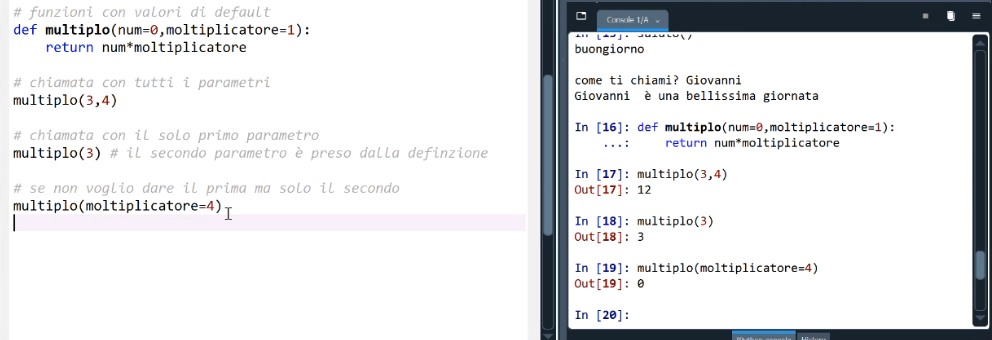 # funzioni con valori di default
def multiplo(num=0,moltiplicatore=1):
    return num*moltiplicatore
# chiamata con tutti i parametri
multiplo(3,4)
# chiamata con il solo primo parametro
multiplo(3) # il secondo parametro è preso dalla definzione
# se non voglio dare il prima ma solo il secondo
multiplo(moltiplicatore=4)
Console 1/A
In [15]: saluto()
buongiorno
come ti chiami? Giovanni
Giovanni  è una bellissima giornata
In [16]: def multiplo(num=0,moltiplicatore=1):
    ...:     return num*moltiplicatore
In [17]: multiplo(3,4)
Out[17]: 12
In [18]: multiplo(3)
Out[18]: 3
In [19]: multiplo(moltiplicatore=4)
Out[19]: 0
In [20]: